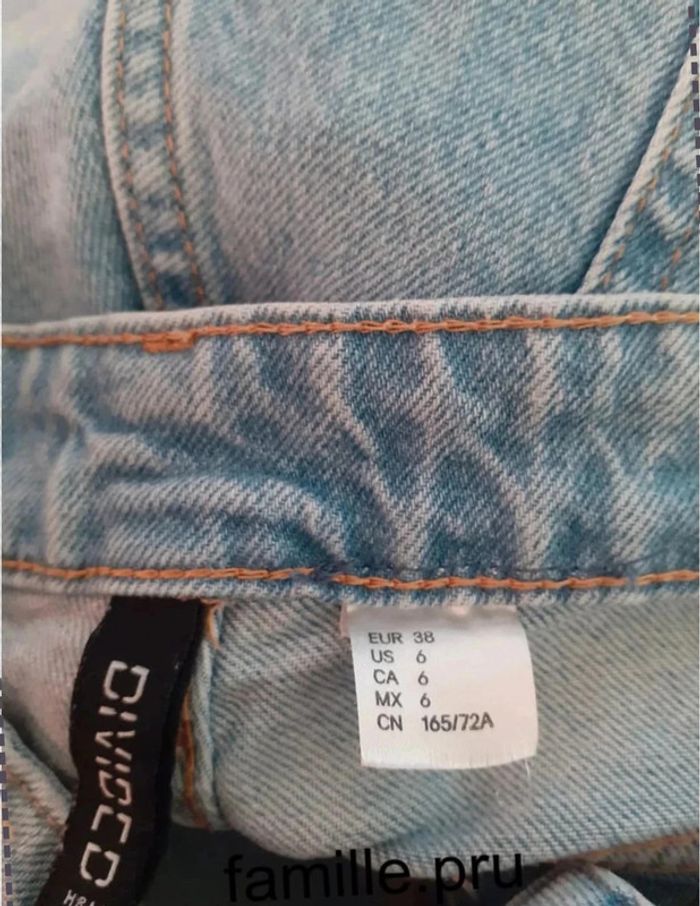 EUR 38
US 6
CA 6
MX 6
CN 165/72A
DIVIDED
famille.pru